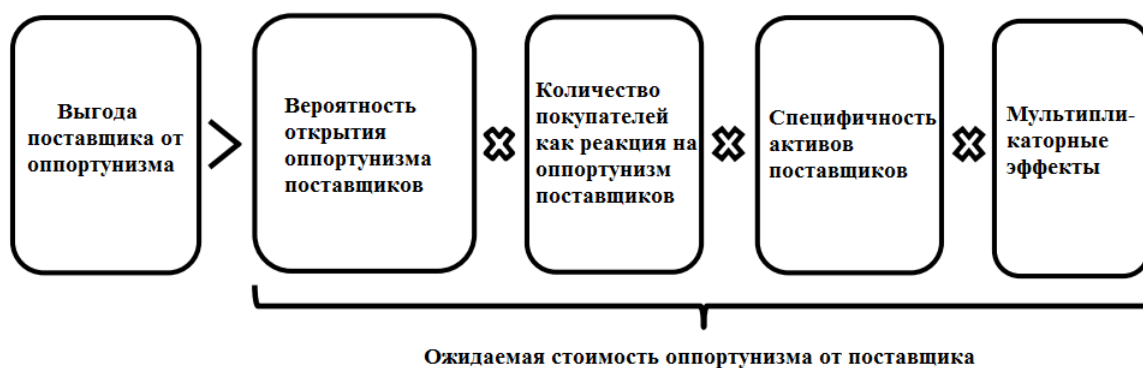 Выгода
поставщика от
оппортунизма
Вероятность
открытия
оппортунизма
поставщиков
Количество
покупателей
как реакция на
оппортунизм
поставщиков
Специфичность
активов
поставщиков
Мультипли-
каторные
эффекты
Ожидаемая стоимость оппортунизма от поставщика